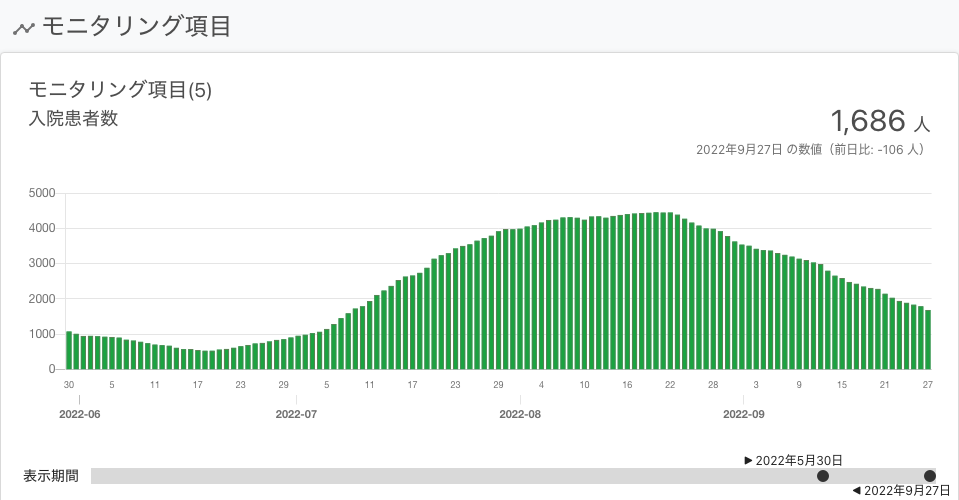 モニタリング項目
モニタリング項目(5)
入院患者数
1,686 人
2022年9月27日 の数値（前日比: -106 人）
5000
4000
3000
2000
1000
0
30 5 11 17 23 29 5 11 17 23 29 4 10 16 22 28 3 9 15 21 27
2022-06 2022-07 2022-08 2022-09
▶ 2022年5月30日
表示期間
◀ 2022年9月27日